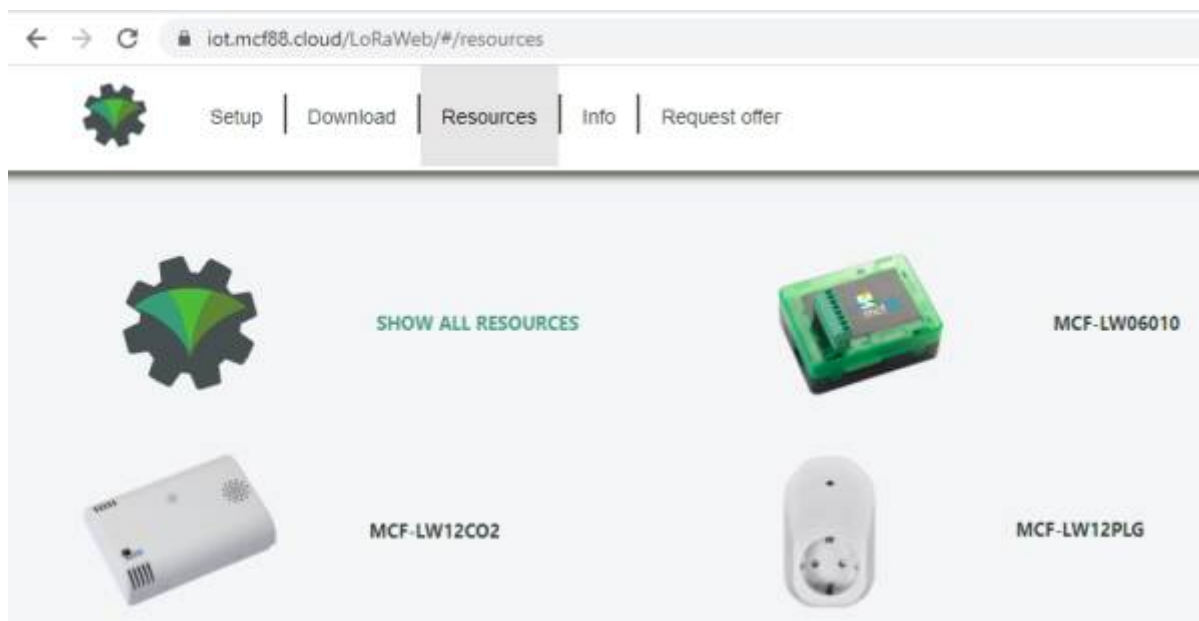 iot.mcf88.cloud/LoRaWeb/#/resources
Setup Download Resources Info Request offer
SHOW ALL RESOURCES
MCF-LW06010
MCF-LW12CO2
MCF-LW12PLG